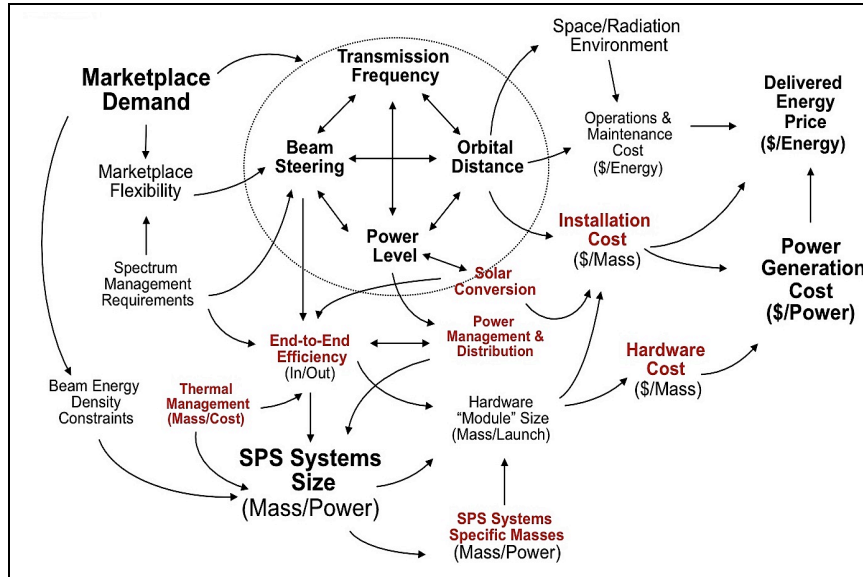 Space/Radiation
Environment
Transmission
Frequency
Marketplace
Demand
Delivered
Energy
Price
($/Energy)
Operations &
Maintenance
Cost
($/Energy)
Beam
Steering
Orbital
Distance
Marketplace
Flexibility
Installation
Cost
($/Mass)
Power
Level
Power
Generation
Cost
($/Power)
Spectrum
Management
Requirements
Solar
Conversion
Power
Management &
Distribution
End-to-End
Efficiency
(In/Out)
Hardware
Cost
($/Mass)
Beam Energy
Density
Constraints
Thermal
Management
(Mass/Cost)
Hardware
"Module" Size
(Mass/Launch)
SPS Systems
Size
(Mass/Power)
SPS Systems
Specific Masses
(Mass/Power)